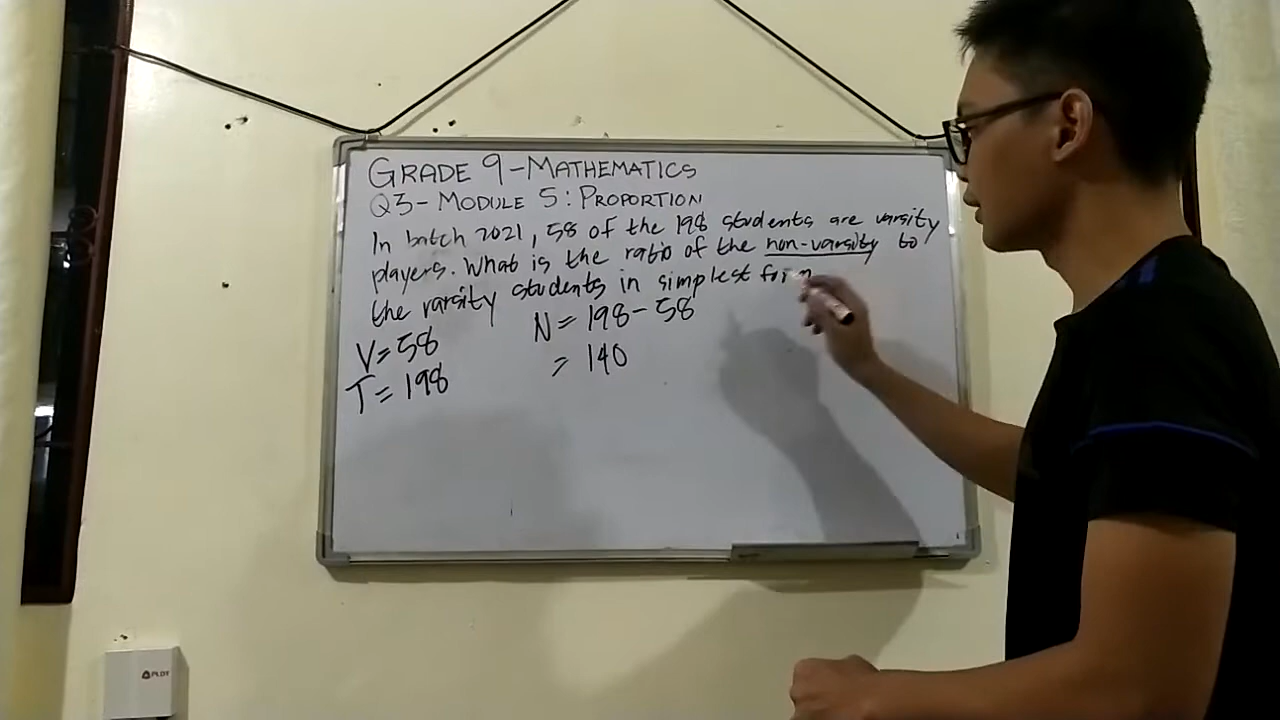 GRADE 9-MATHEMATICS
Q3-MODULE 5: PROPORTION
In batch 2021, 58 of the 198 students are varsity
players. What is the ratio of the non-varsity to
the varsity students in simplest form
V=58
T=198
N=198-58
=140
PLDT